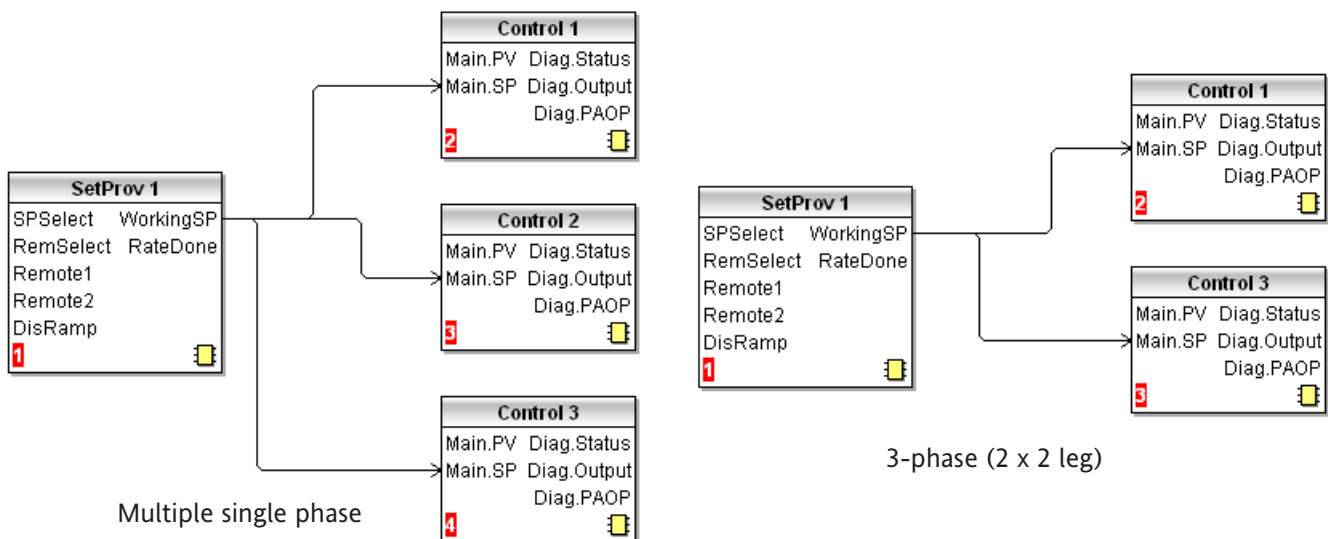 Control 1
Main.PV Diag.Status
Main.SP Diag.Output
Diag.PAOP
2
SetProv 1
SPSelect WorkingSP
RemSelect RateDone
Remote1
Remote2
DisRamp
1
Control 2
Main.PV Diag.Status
Main.SP Diag.Output
Diag.PAOP
3
Control 3
Main.PV Diag.Status
Main.SP Diag.Output
Diag.PAOP
4
Multiple single phase
Control 1
Main.PV Diag.Status
Main.SP Diag.Output
Diag.PAOP
2
SetProv 1
SPSelect WorkingSP
RemSelect RateDone
Remote1
Remote2
DisRamp
1
Control 3
Main.PV Diag.Status
Main.SP Diag.Output
Diag.PAOP
3
3-phase (2 x 2 leg)